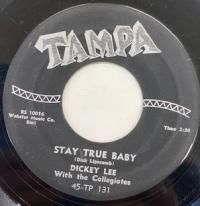 TAMPA
RS 10016
Webster Music Co.
BMI
Time 2:30
STAY TRUE BABY
(Dick Lipscomb)
DICKEY LEE
With the Collegiates
45-TP 131